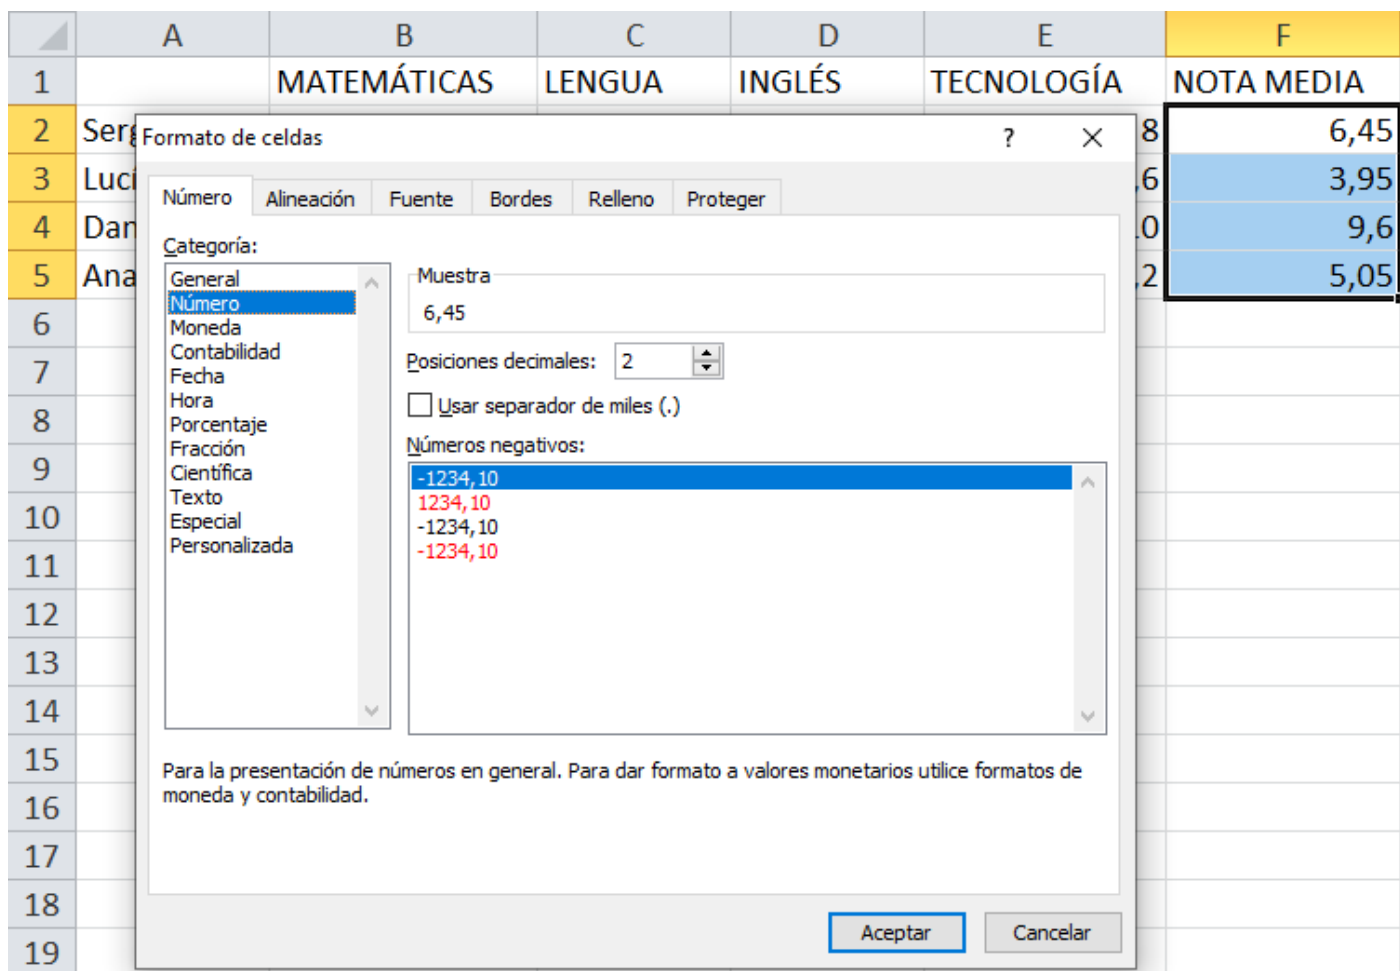 A B C D E F
1 MATEMÁTICAS LENGUA INGLÉS TECNOLOGÍA NOTA MEDIA
2 8 6,45
3 6 3,95
4 9,6
5 Ana 2 5,05
6
7
8
9
10
11
12
13
14
15
16
17
18
19
Formato de celdas ?
Número Alineación Fuente Bordes Relleno Proteger
Categoría:
General
Número
Moneda
Contabilidad
Fecha
Hora
Porcentaje
Fracción
Científica
Texto
Especial
Personalizada
Muestra
6,45
Posiciones decimales: 2
Usar separador de miles (.)
Números negativos:
-1234,10
1234,10
-1234,10
-1234,10
Para la presentación de números en general. Para dar formato a valores monetarios utilice formatos de
moneda y contabilidad.
Aceptar Cancelar